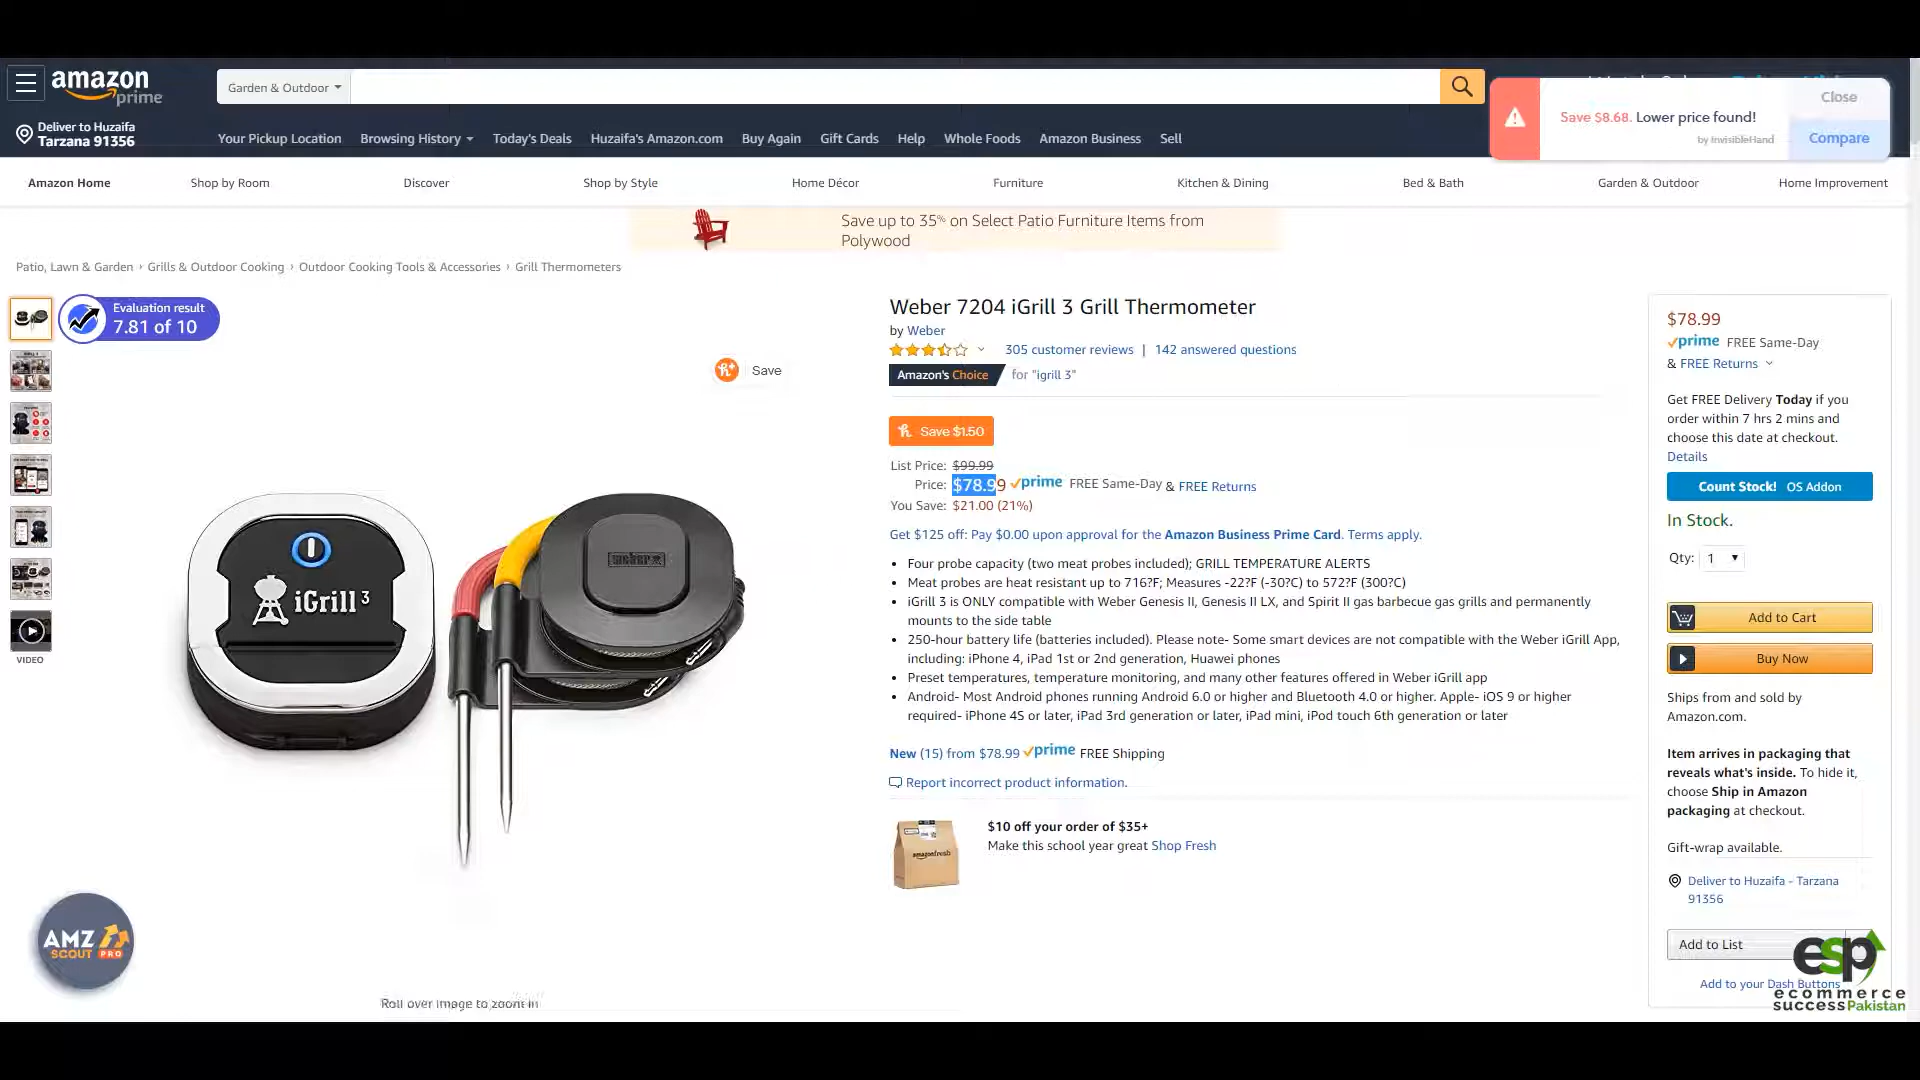 amazon
prime
Garden & Outdoor
Save $8.68. Lower price found!
by InvisibleHand
Close
Compare
Deliver to Huzaifa
Tarzana 91356
Your Pickup Location
Browsing History
Today's Deals
Huzaifa's Amazon.com
Buy Again
Gift Cards
Help
Whole Foods
Amazon Business
Sell
Amazon Home
Shop by Room
Discover
Shop by Style
Home Décor
Furniture
Kitchen & Dining
Bed & Bath
Garden & Outdoor
Home Improvement
Save up to 35% on Select Patio Furniture Items from
Polywood
Patio, Lawn & Garden › Grills & Outdoor Cooking › Outdoor Cooking Tools & Accessories › Grill Thermometers
Evaluation result
7.81 of 10
VIDEO
Save
iGrill 3
weber
AMZ
SCOUT PRO
Roll over image to zoom in
Weber 7204 iGrill 3 Grill Thermometer
by Weber
305 customer reviews | 142 answered questions
Amazon's Choice for "igrill 3"
Save $1.50
List Price: $99.99
Price: $78.99 prime FREE Same-Day & FREE Returns
You Save: $21.00 (21%)
Get $125 off: Pay $0.00 upon approval for the Amazon Business Prime Card. Terms apply.
• Four probe capacity (two meat probes included); GRILL TEMPERATURE ALERTS
• Meat probes are heat resistant up to 716?F; Measures -22?F (-30?C) to 572?F (300?C)
• iGrill 3 is ONLY compatible with Weber Genesis II, Genesis II LX, and Spirit II gas barbecue gas grills and permanently
mounts to the side table
• 250-hour battery life (batteries included). Please note- Some smart devices are not compatible with the Weber iGrill App,
including: iPhone 4, iPad 1st or 2nd generation, Huawei phones
• Preset temperatures, temperature monitoring, and many other features offered in Weber iGrill app
• Android- Most Android phones running Android 6.0 or higher and Bluetooth 4.0 or higher. Apple- iOS 9 or higher
required- iPhone 4S or later, iPad 3rd generation or later, iPad mini, iPod touch 6th generation or later
New (15) from $78.99 prime FREE Shipping
Report incorrect product information.
amazonfresh
$10 off your order of $35+
Make this school year great Shop Fresh
$78.99
prime FREE Same-Day
& FREE Returns
Get FREE Delivery Today if you
order within 7 hrs 2 mins and
choose this date at checkout.
Details
Count Stock! OS Addon
In Stock.
Qty: 1
Add to Cart
Buy Now
Ships from and sold by
Amazon.com.
Item arrives in packaging that
reveals what's inside. To hide it,
choose Ship in Amazon
packaging at checkout.
Gift-wrap available.
Deliver to Huzaifa - Tarzana
91356
Add to List
Add to your Dash Buttons
esp
ecommerce
successPakistan